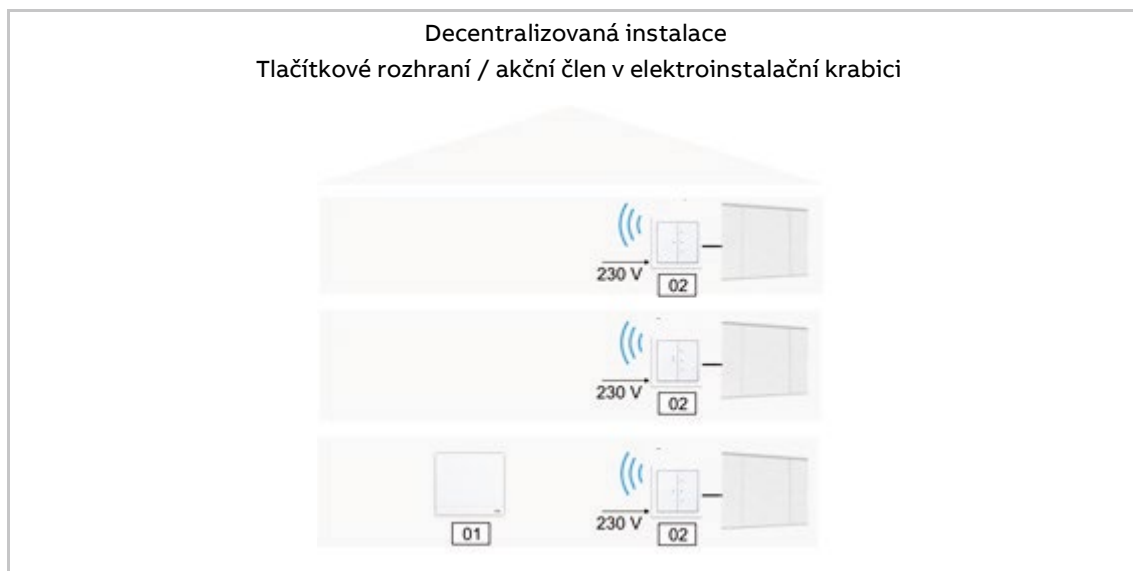 Decentralizovaná instalace
Tlačítkové rozhraní / akční člen v elektroinstalační krabici
230 V
02
230 V
02
230 V
01
02